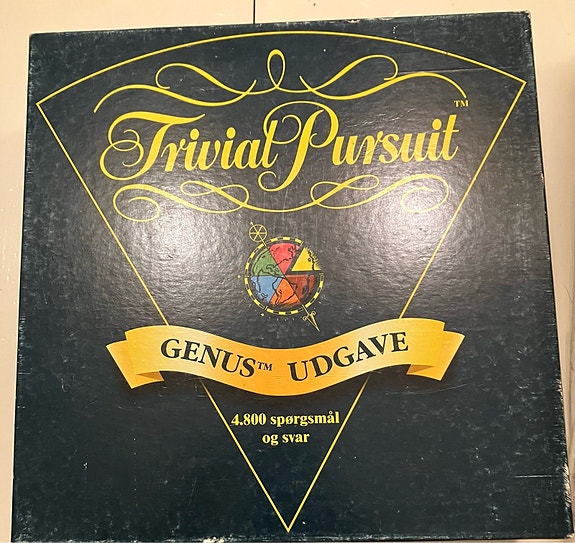 Trivial Pursuit™
GENUS™ UDGAVE
4.800 spørgsmål
og svar